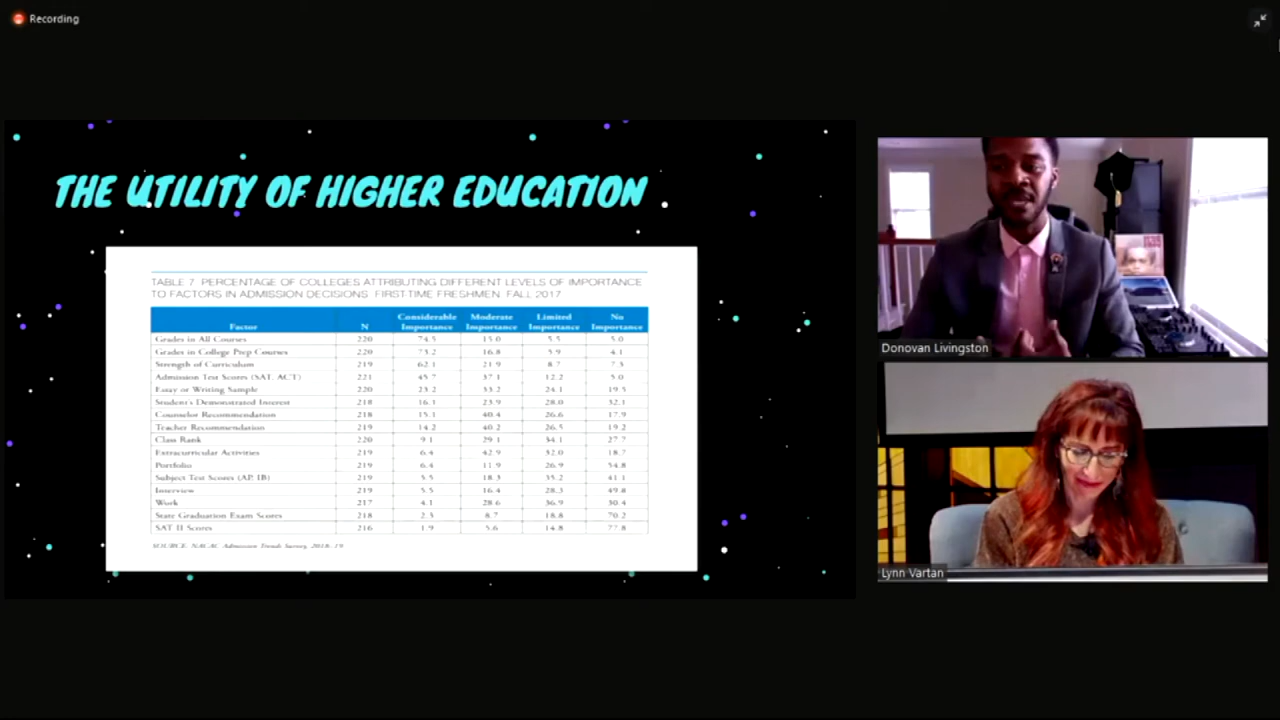 Recording
THE UTILITY OF HIGHER EDUCATION
TABLE 7. PERCENTAGE OF COLLEGES ATTRIBUTING DIFFERENT LEVELS OF IMPORTANCE
TO FACTORS IN ADMISSION DECISIONS: FIRST-TIME FRESHMEN, FALL 2017
Factor N Considerable Importance Moderate Importance Limited Importance No Importance
Grades in All Courses 220 74.5 15.0 5.5 5.0
Grades in College Prep Courses 220 73.2 16.8 5.9 4.1
Strength of Curriculum 219 62.1 21.9 8.7 7.3
Admission Test Scores (SAT, ACT) 221 45.7 37.1 12.2 5.0
Essay or Writing Sample 220 23.2 33.2 24.1 19.5
Student's Demonstrated Interest 218 16.1 23.9 28.0 32.1
Counselor Recommendation 218 15.1 40.4 26.6 17.9
Teacher Recommendation 219 14.2 40.2 26.5 19.2
Class Rank 220 9.1 29.1 34.1 27.7
Extracurricular Activities 219 6.4 42.9 32.0 18.7
Portfolio 219 6.4 11.9 26.9 54.8
Subject Test Scores (AP, IB) 219 5.5 18.3 35.2 41.1
Interview 219 5.5 16.4 28.3 49.8
Work 217 4.1 28.6 36.9 30.4
State Graduation Exam Scores 218 2.3 8.7 18.8 70.2
SAT II Scores 216 1.9 5.6 14.8 77.8
SOURCE: NACAC Admission Trends Survey, 2018-19
Donovan Livingston
Lynn Vartan